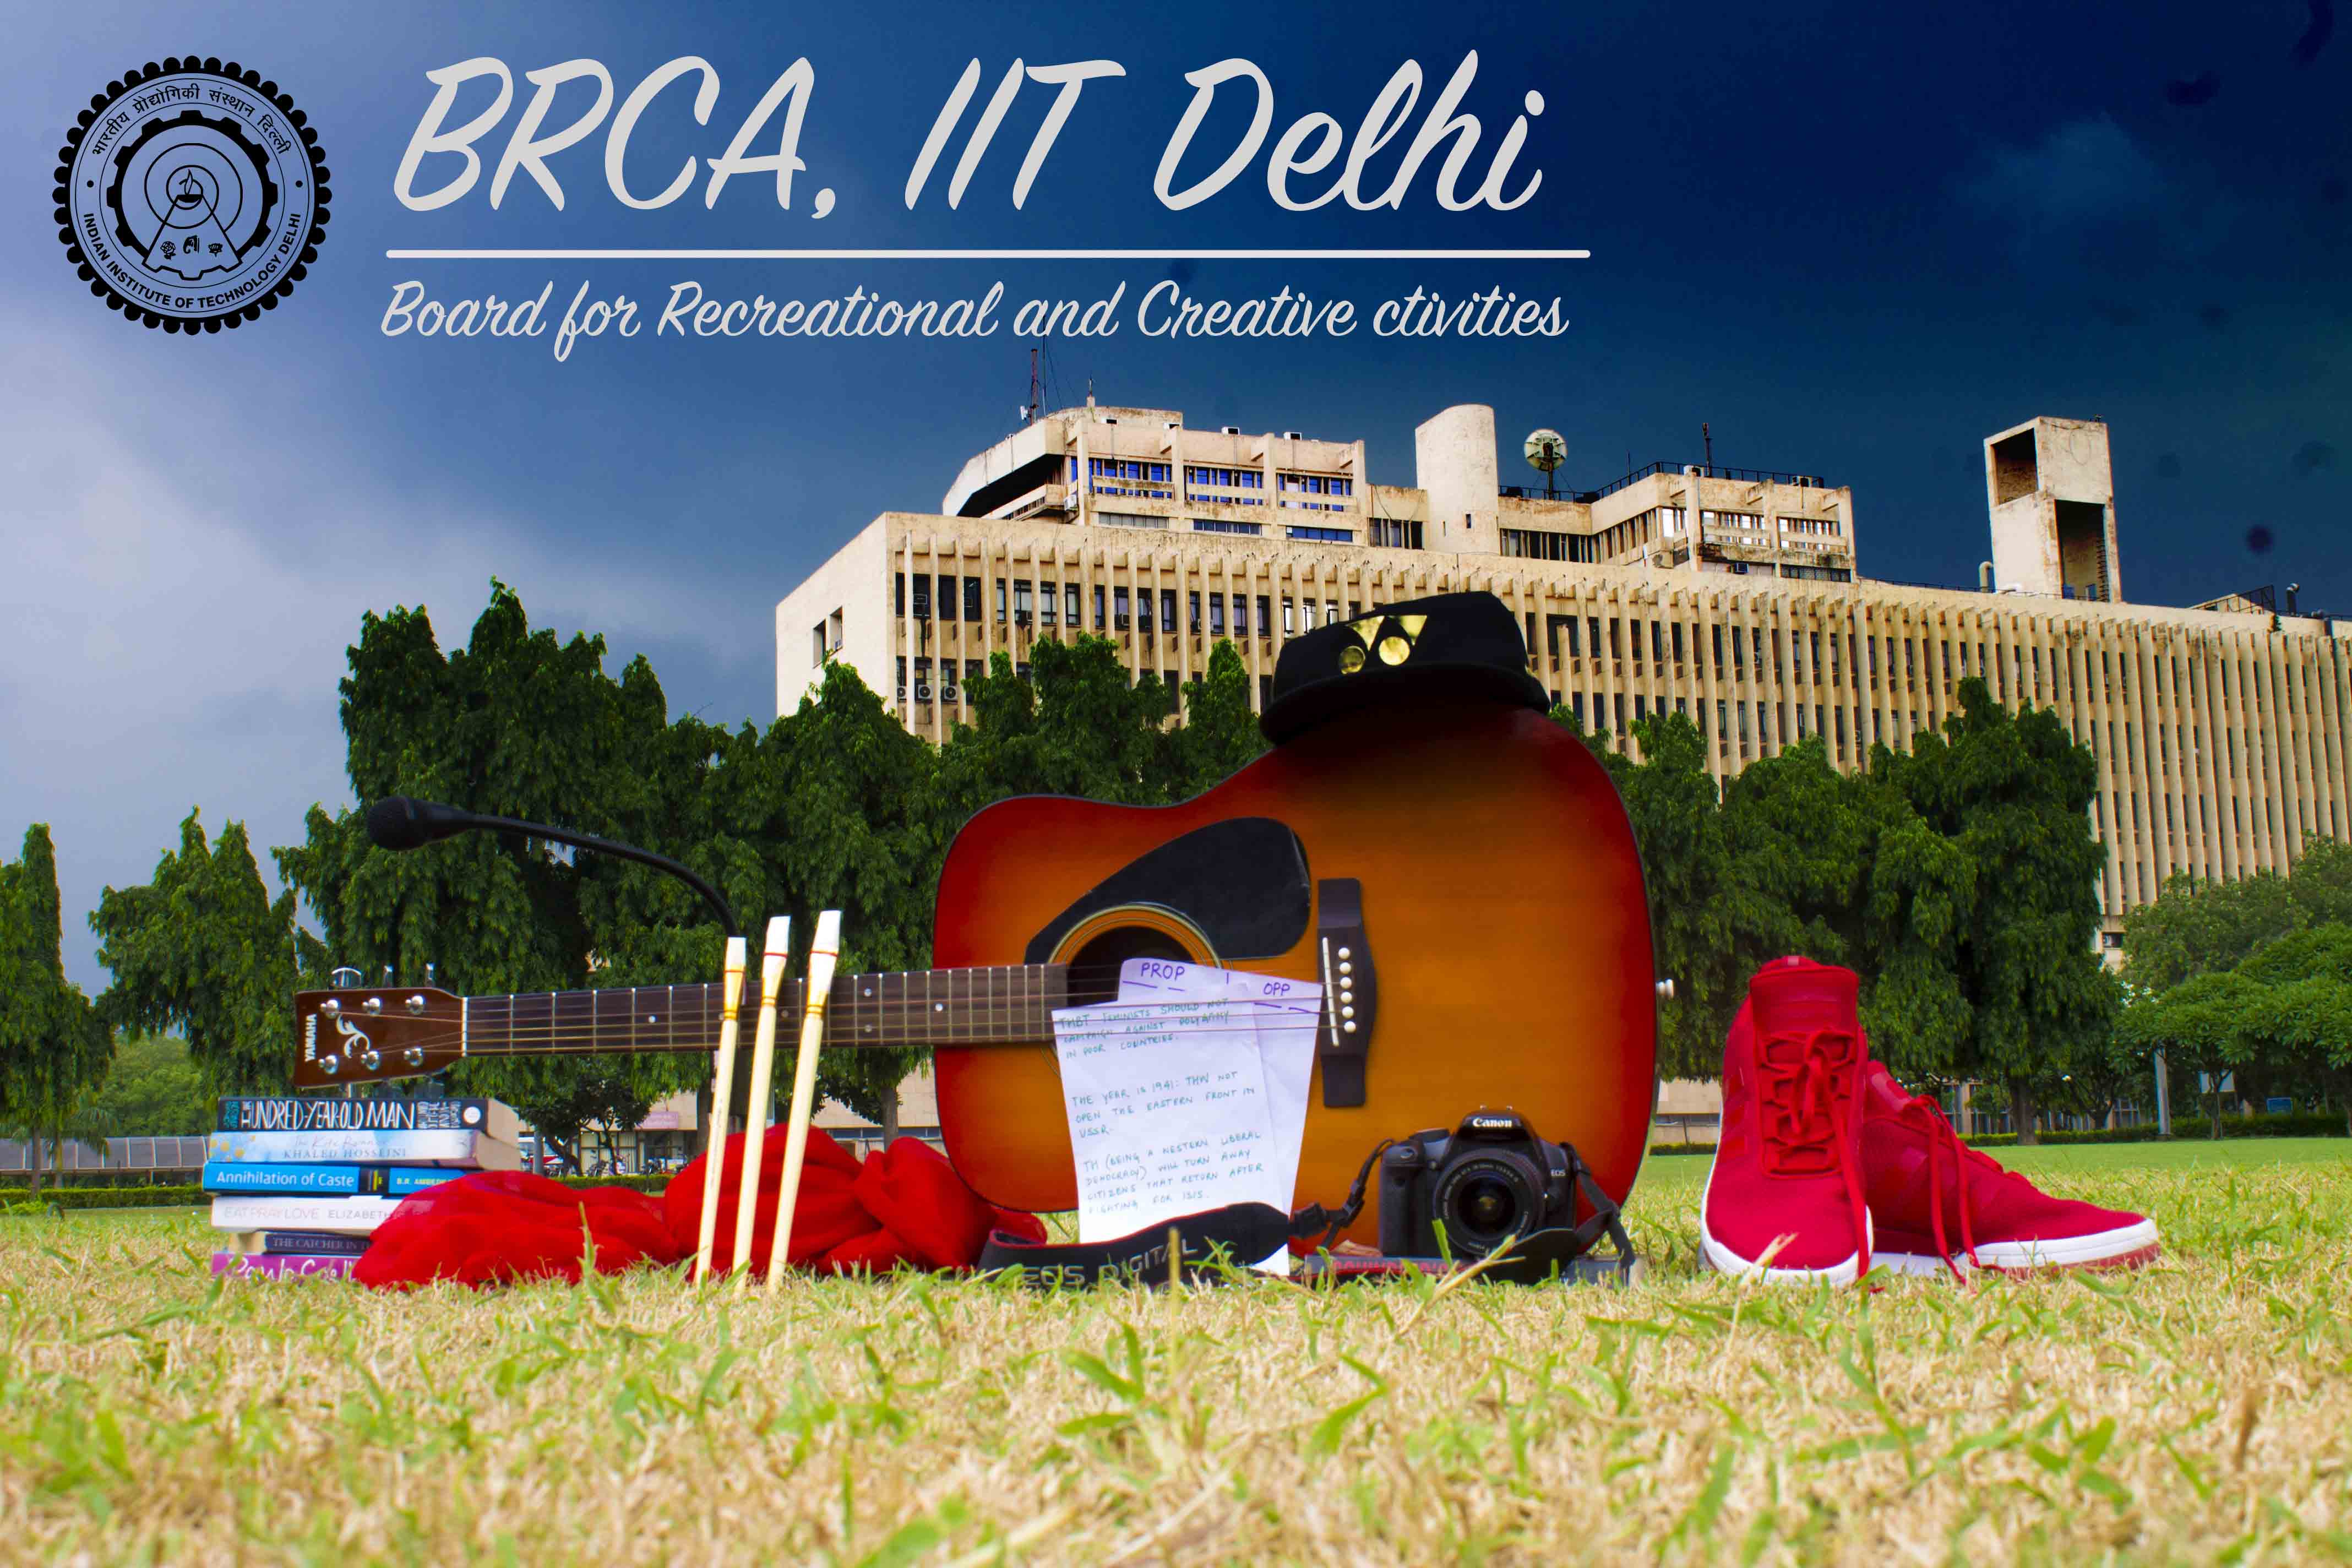 भारतीय प्रौद्योगिकी संस्थान दिल्ली
INDIAN INSTITUTE OF TECHNOLOGY DELHI
BRCA, IIT Delhi
Board for Recreational and Creative ctivities
YAMAHA
HUNDRED-YEAR-OLD MAN
The Kite Runner
KHALED HOSSEINI
Annihilation of Caste
EAT PRAY LOVE ELIZABETH
THE CATCHER IN T
PROP
OPP
THBT FEMINISTS SHOULD NOT
CAMPAIGN AGAINST POLYGAMY
IN POOR COUNTRIES.
THE YEAR IS 1941: THW NOT
OPEN THE EASTERN FRONT IN
USSR.
TH (BEING A WESTERN LIBERAL
DEMOCRACY) WILL TURN AWAY
CITIZENS THAT RETURN AFTER
FIGHTING FOR ISIS.
Canon
EOS
EOS DIGITAL